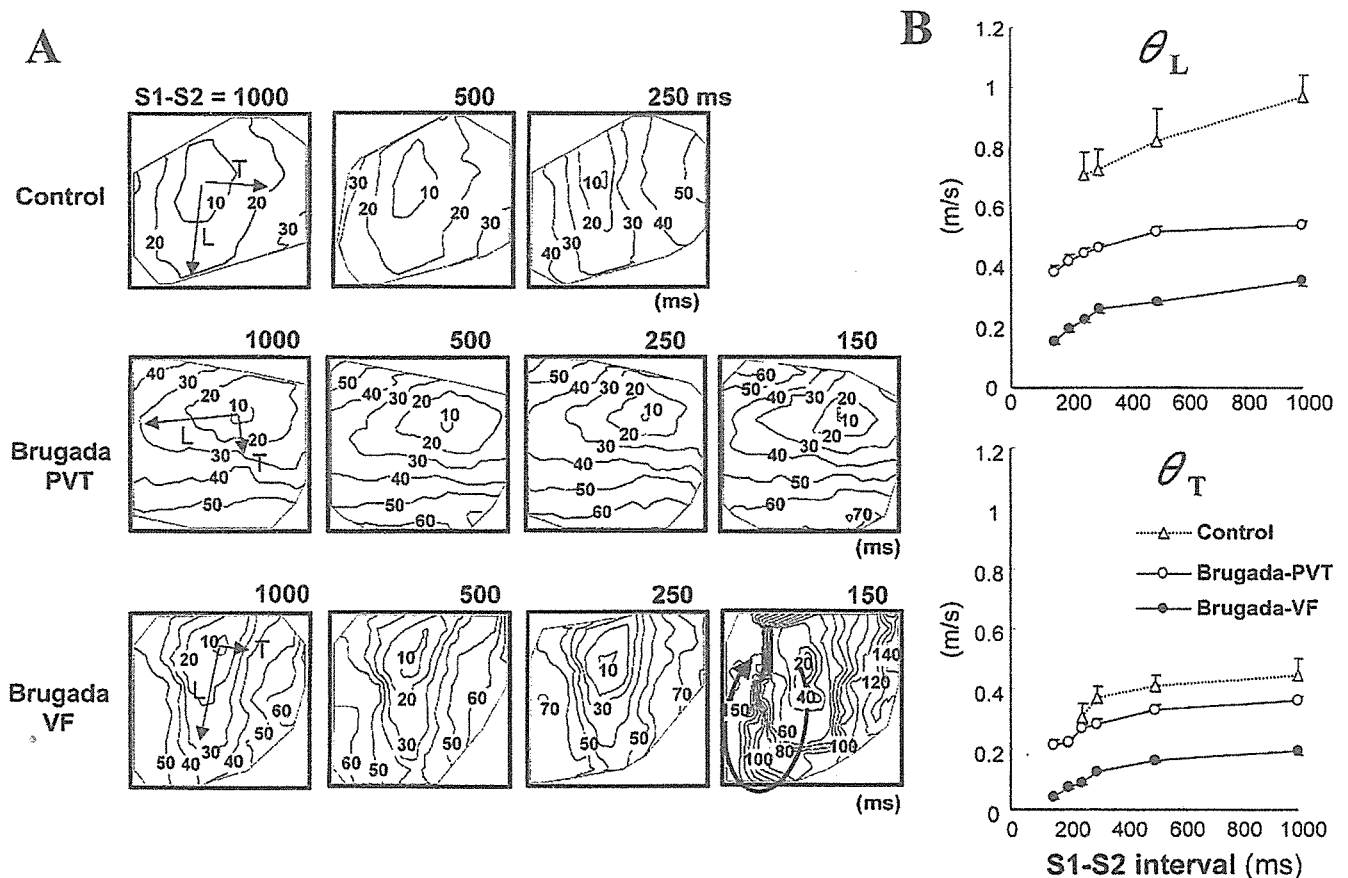 A
S1-S2 = 1000 500 250 ms
Control
T
L
10 20 20 30
30 20 10 20 30
10 20 30 30 40 40 50
(ms)
1000 500 250 150
Brugada
PVT
40 30 20 10 L 20 30 T 40 50 60
50 40 30 20 10 20 30 40 50 60
50 40 30 20 10 20 30 40 50 60
60 50 40 30 20 10 20 30 40 50 60 70
(ms)
1000 500 250 150
Brugada
VF
10 T 20 L 60 50 30 40 50 40
10 20 60 30 50 50 60
10 70 70 30 50 50
20 140 40 120 150 60 80 100 100
(ms)
B
θL
1.2
1
0.8
0.6
0.4
0.2
0
(m/s)
0 200 400 600 800 1000
θT
1.2
1
0.8
0.6
0.4
0.2
0
(m/s)
Control
Brugada-PVT
Brugada-VF
0 200 400 600 800 1000
S1-S2 interval (ms)